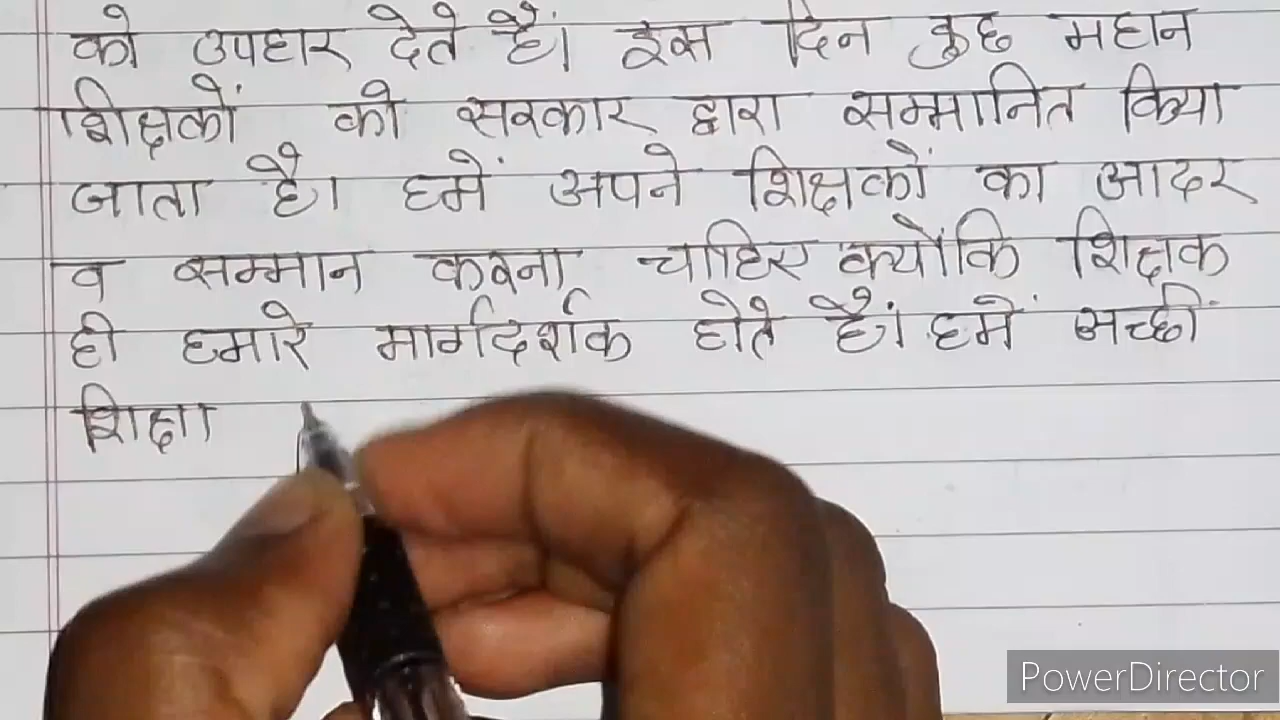 को उपहार देते हैं। इस दिन कुछ महान
शिक्षकों को सरकार द्वारा सम्मानित किया
जाता है। हमें अपने शिक्षकों का आदर
व सम्मान करना चाहिए क्योंकि शिक्षक
ही हमारे मार्गदर्शक होते हैं। हमें अच्छी
शिक्षा
PowerDirector